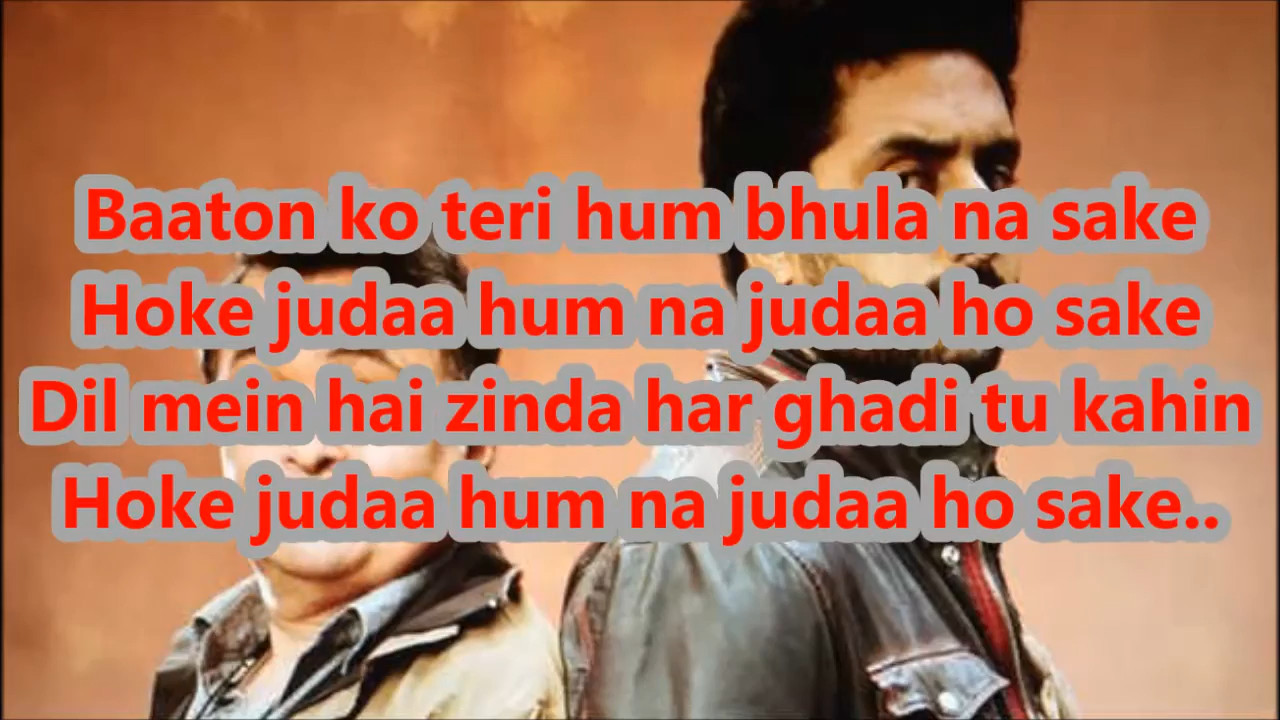 Baaton ko teri hum bhula na sake
Hoke judaa hum na judaa ho sake
Dil mein hai zinda har ghadi tu kahin
Hoke judaa hum na judaa ho sake..